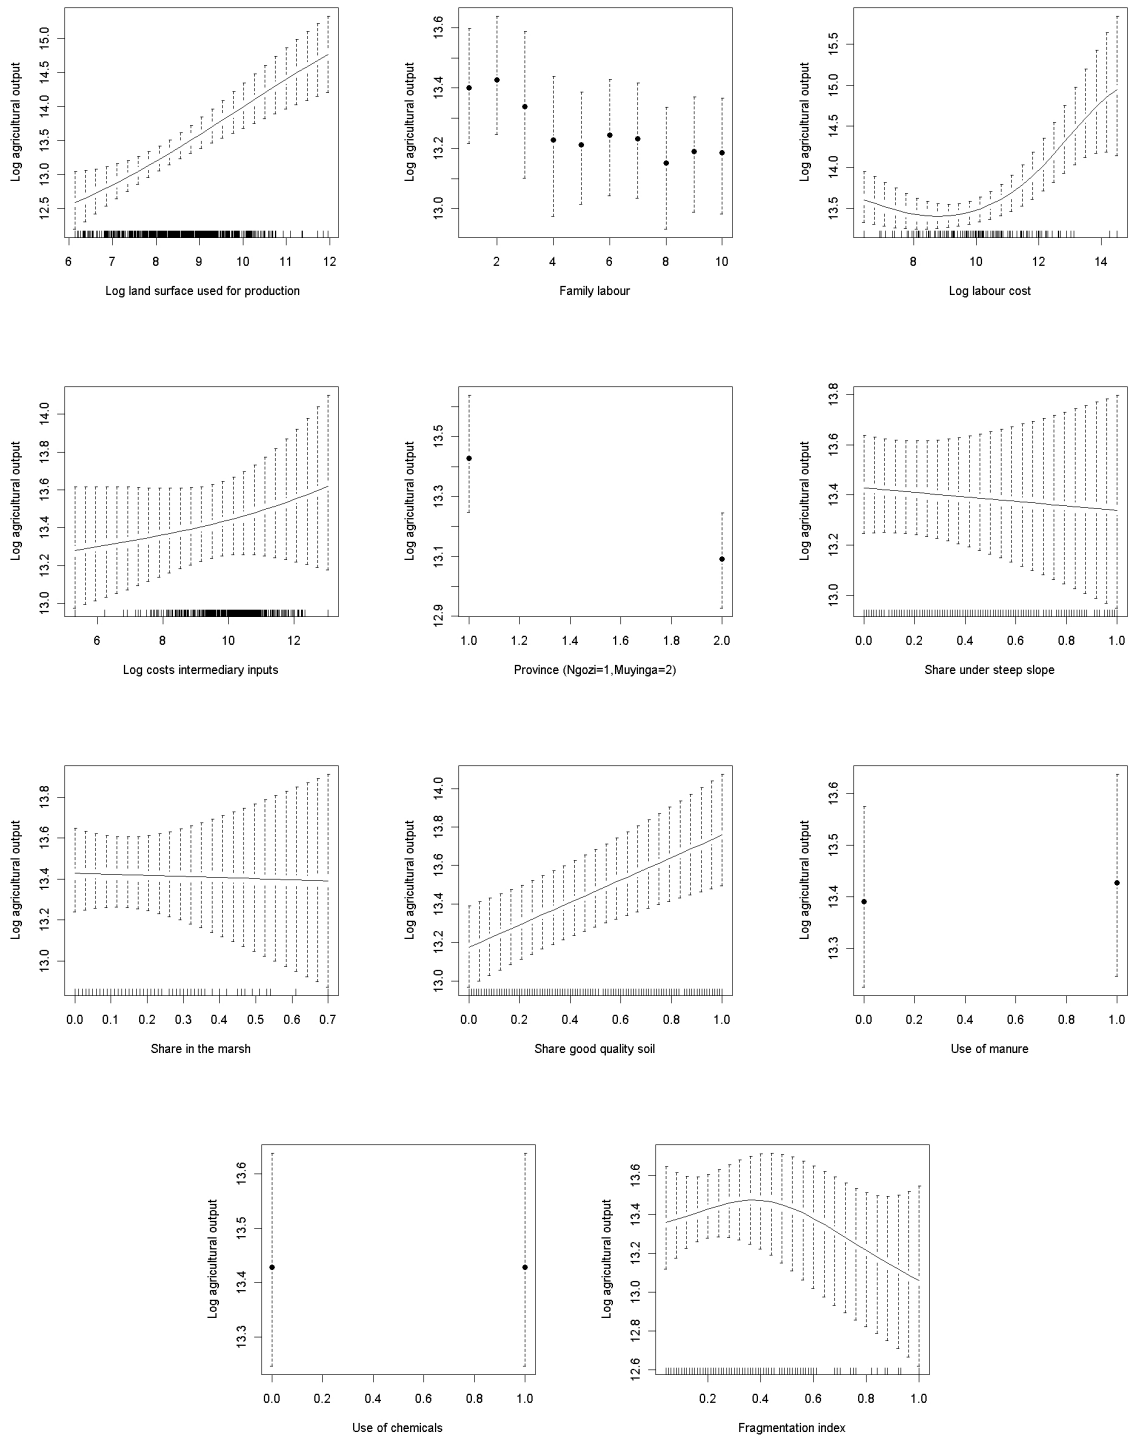 Log agricultural output
12.5 13.0 13.5 14.0 14.5 15.0
6 7 8 9 10 11 12
Log land surface used for production
Log agricultural output
13.0 13.2 13.4 13.6
2 4 6 8 10
Family labour
Log agricultural output
13.5 14.0 14.5 15.0 15.5
8 10 12 14
Log labour cost
Log agricultural output
13.0 13.2 13.4 13.6 13.8 14.0
6 8 10 12
Log costs intermediary inputs
Log agricultural output
12.9 13.1 13.3 13.5
1.0 1.2 1.4 1.6 1.8 2.0
Province (Ngozi=1,Muyinga=2)
Log agricultural output
13.0 13.2 13.4 13.6 13.8
0.0 0.2 0.4 0.6 0.8 1.0
Share under steep slope
Log agricultural output
13.0 13.2 13.4 13.6 13.8
0.0 0.1 0.2 0.3 0.4 0.5 0.6 0.7
Share in the marsh
Log agricultural output
13.0 13.2 13.4 13.6 13.8 14.0
0.0 0.2 0.4 0.6 0.8 1.0
Share good quality soil
Log agricultural output
13.3 13.4 13.5 13.6
0.0 0.2 0.4 0.6 0.8 1.0
Use of manure
Log agricultural output
13.3 13.4 13.5 13.6
0.0 0.2 0.4 0.6 0.8 1.0
Use of chemicals
Log agricultural output
12.6 12.8 13.0 13.2 13.4 13.6
0.2 0.4 0.6 0.8 1.0
Fragmentation index